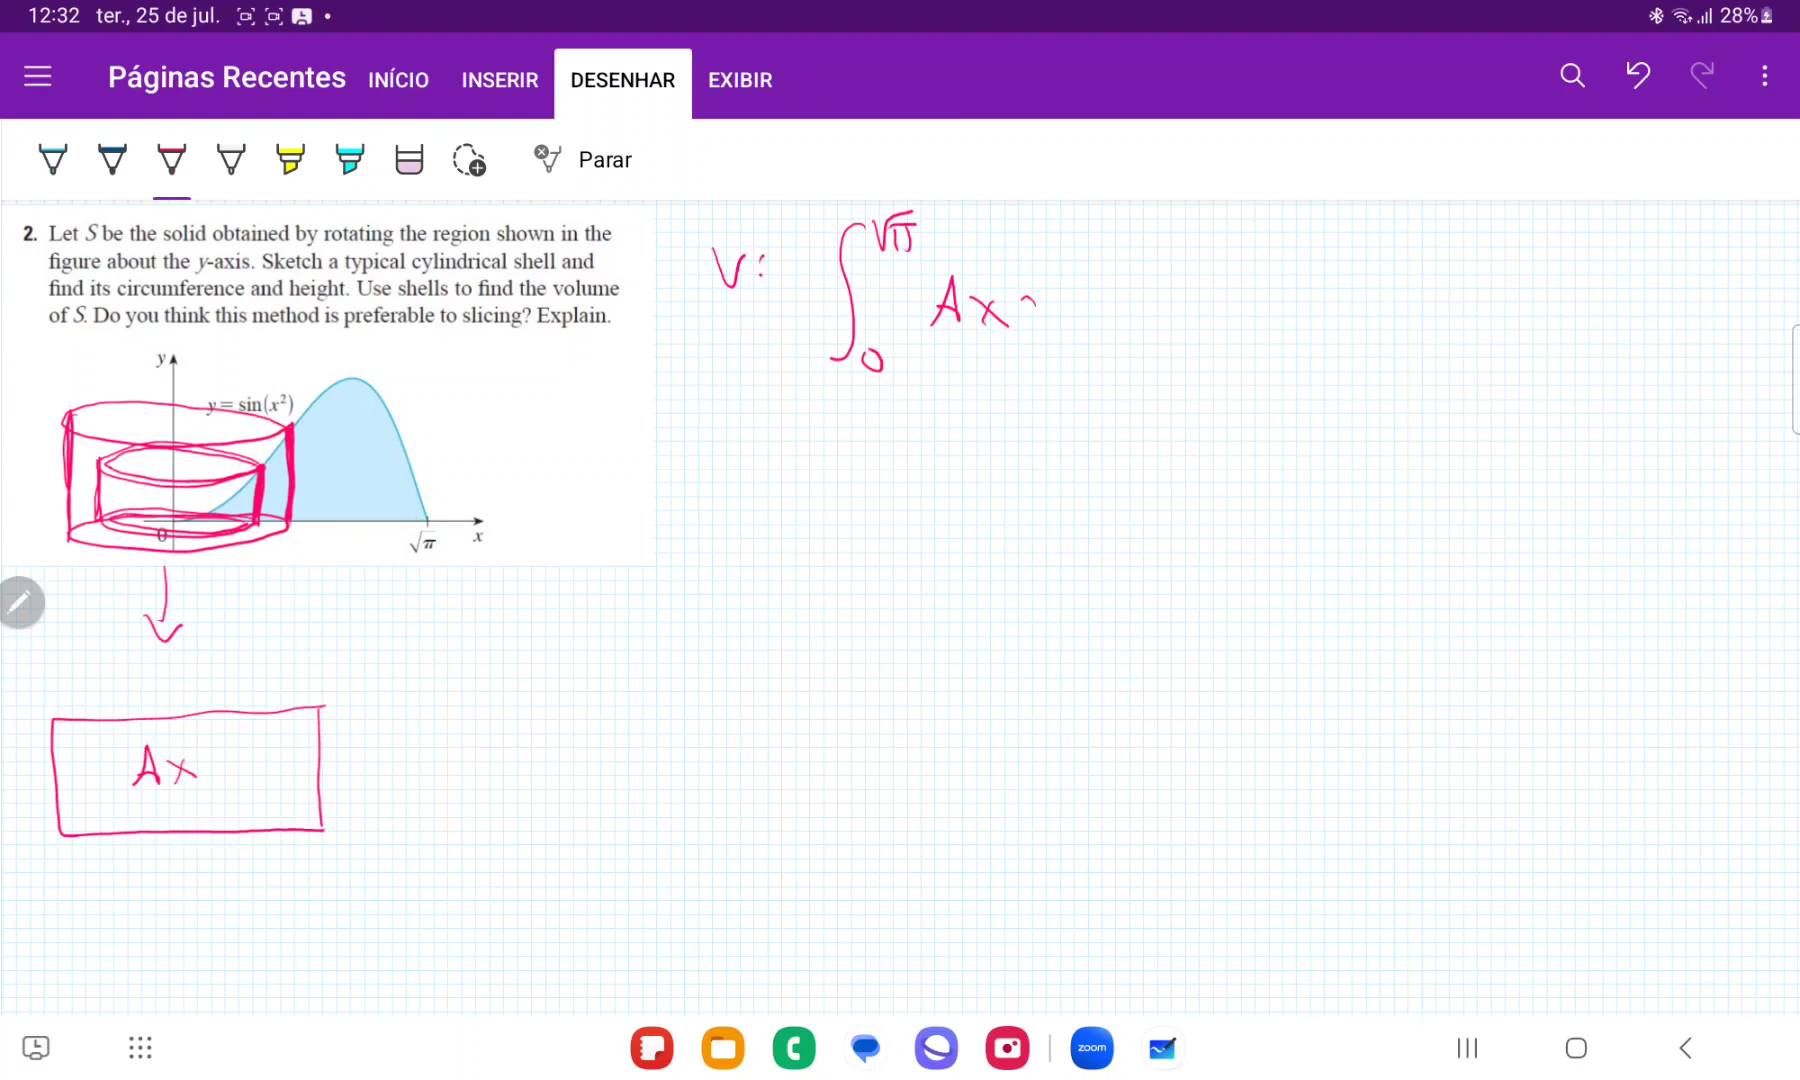 12:32 ter., 25 de jul. 28%
Páginas Recentes INÍCIO INSERIR DESENHAR EXIBIR
Parar
2. Let S be the solid obtained by rotating the region shown in the
figure about the y-axis. Sketch a typical cylindrical shell and
find its circumference and height. Use shells to find the volume
of S. Do you think this method is preferable to slicing? Explain.
y
y = sin(x²)
0
√π
x
V: ∫₀^√π Ax
Ax
zoom